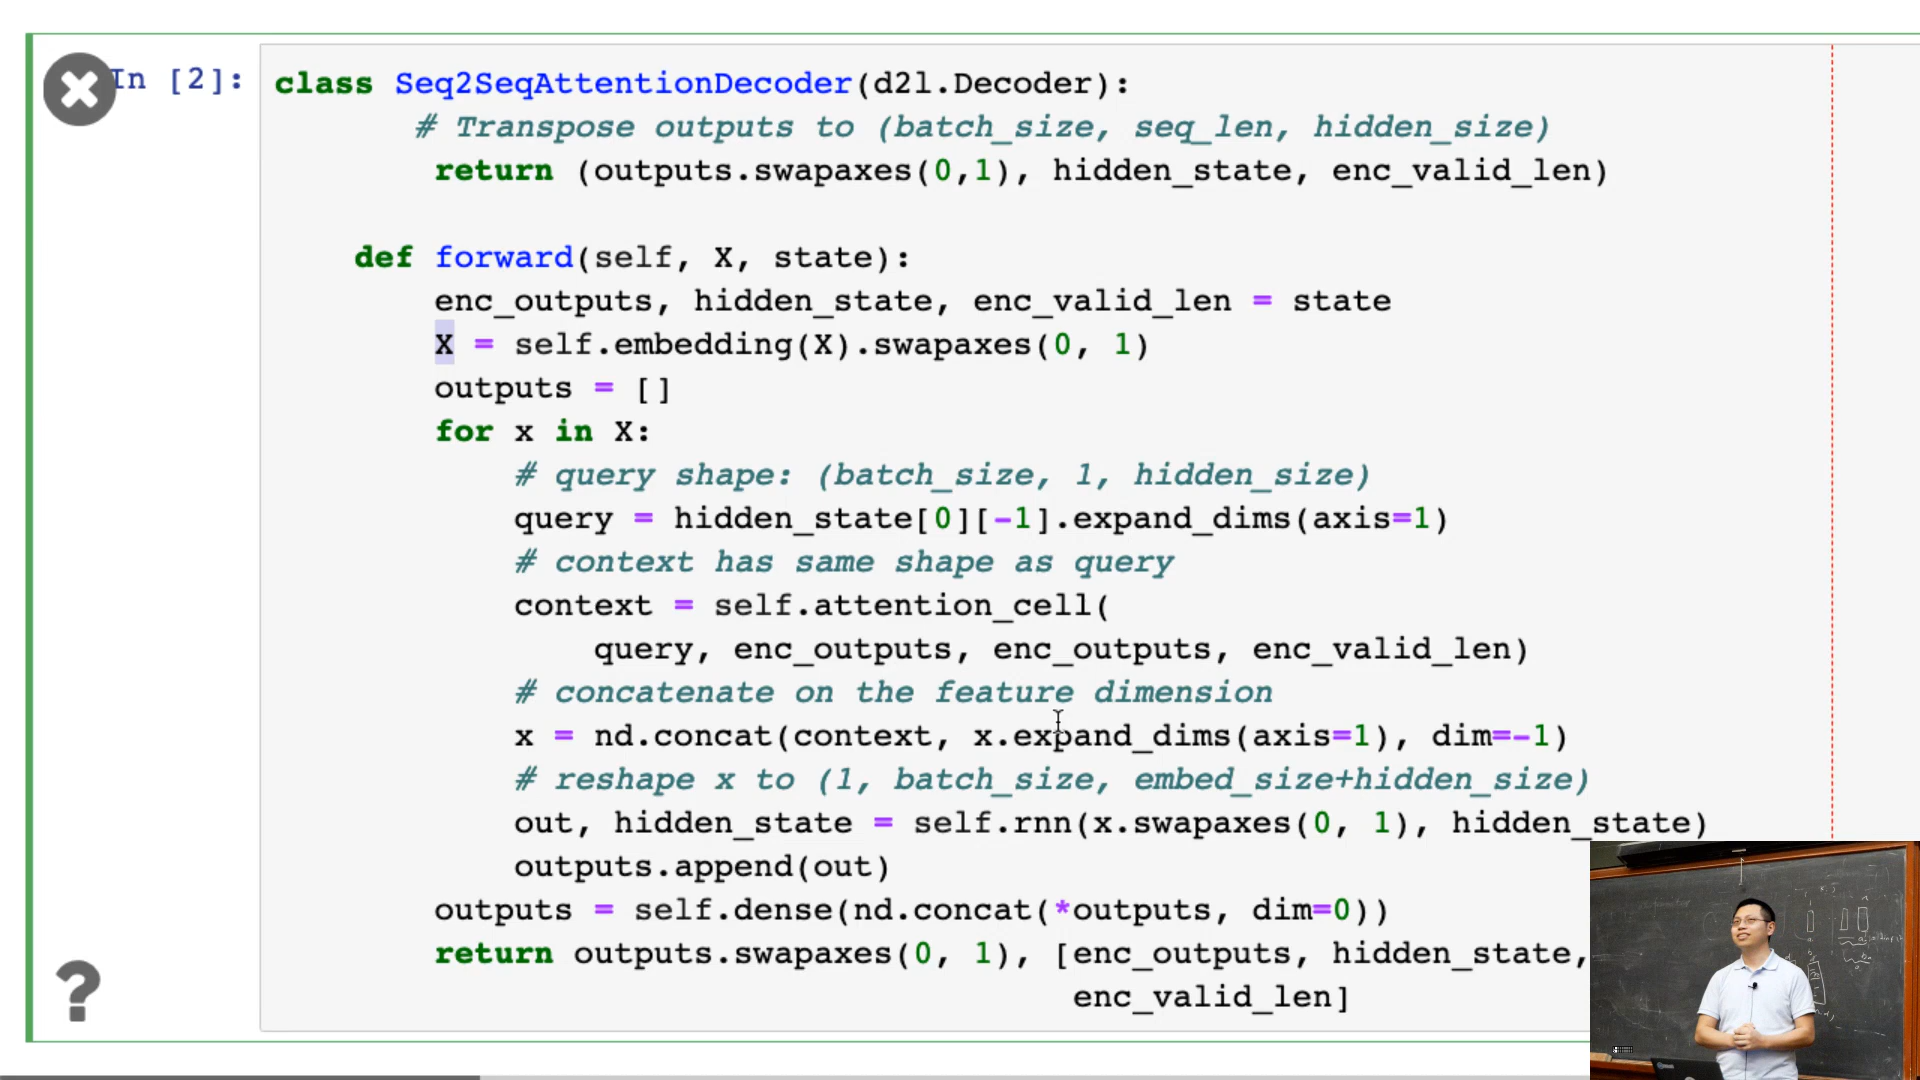 In [2]:
class Seq2SeqAttentionDecoder(d2l.Decoder):
# Transpose outputs to (batch_size, seq_len, hidden_size)
return (outputs.swapaxes(0,1), hidden_state, enc_valid_len)
def forward(self, X, state):
enc_outputs, hidden_state, enc_valid_len = state
X = self.embedding(X).swapaxes(0, 1)
outputs = []
for x in X:
# query shape: (batch_size, 1, hidden_size)
query = hidden_state[0][-1].expand_dims(axis=1)
# context has same shape as query
context = self.attention_cell(
query, enc_outputs, enc_outputs, enc_valid_len)
# concatenate on the feature dimension
x = nd.concat(context, x.expand_dims(axis=1), dim=-1)
# reshape x to (1, batch_size, embed_size+hidden_size)
out, hidden_state = self.rnn(x.swapaxes(0, 1), hidden_state)
outputs.append(out)
outputs = self.dense(nd.concat(*outputs, dim=0))
return outputs.swapaxes(0, 1), [enc_outputs, hidden_state,
enc_valid_len]
?